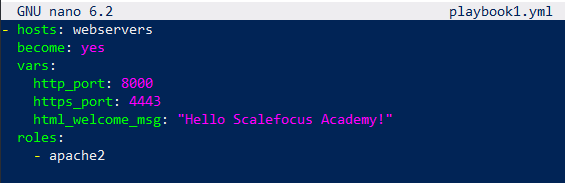 GNU nano 6.2 playbook1.yml
- hosts: webservers
  become: yes
  vars:
    http_port: 8000
    https_port: 4443
    html_welcome_msg: "Hello Scalefocus Academy!"
  roles:
    - apache2